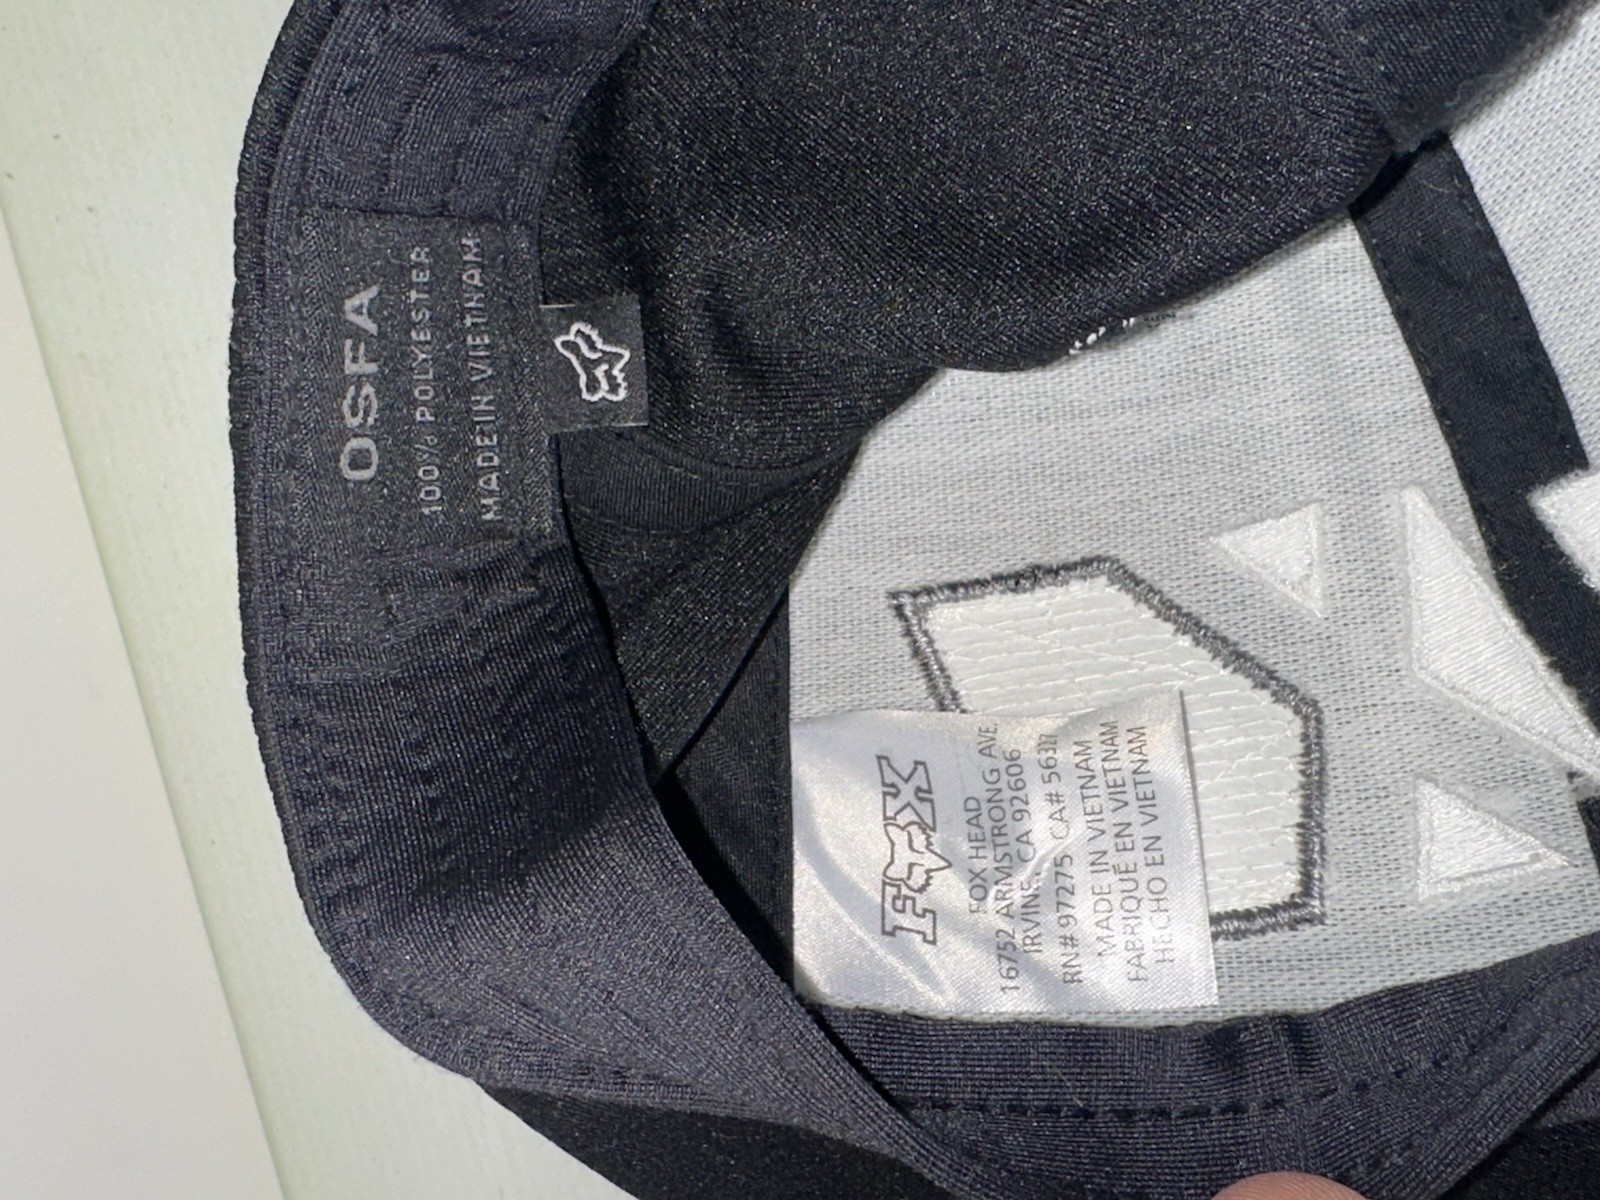 OSFA
100% POLYESTER
MADE IN VIETNAM
FOX
FOX HEAD
16752 ARMSTRONG AVE
IRVINE, CA 92606
RN# 97275 CA# 5631
MADE IN VIETNAM
FABRIQUÉ EN VIETNAM
HECHO EN VIETNAM